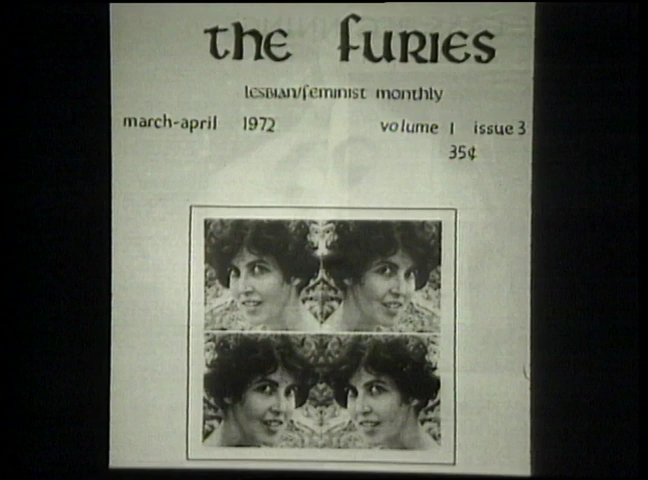 the furies
lesbian/feminist monthly
march-april 1972 volume 1 issue 3
35¢